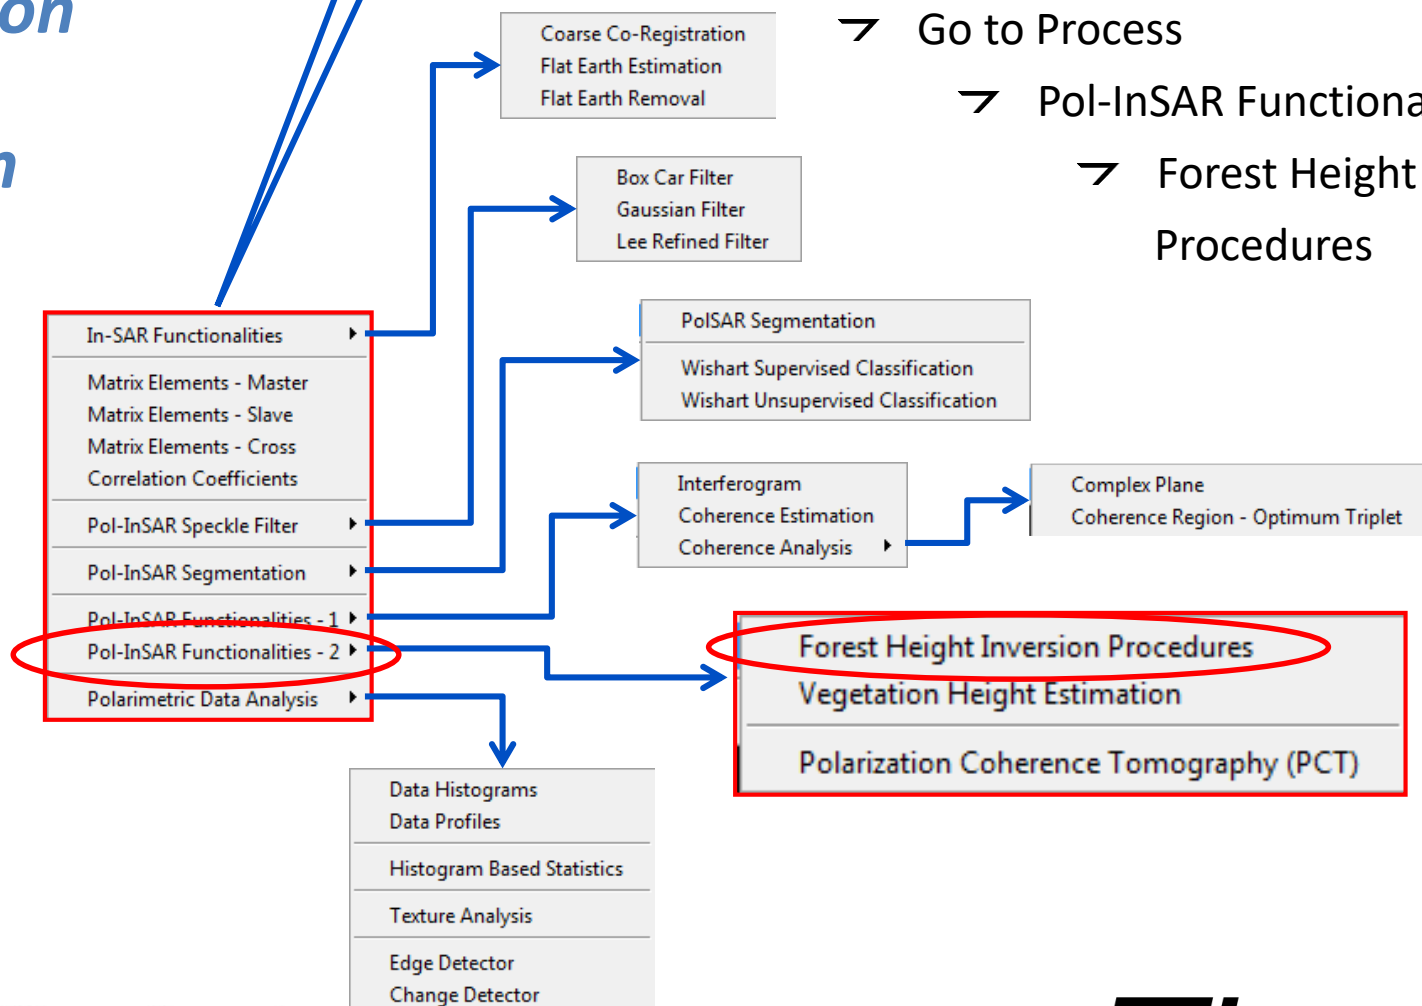 on
n
Go to Process
Pol-InSAR Functiona
Forest Height
Procedures
Coarse Co-Registration
Flat Earth Estimation
Flat Earth Removal
Box Car Filter
Gaussian Filter
Lee Refined Filter
PolSAR Segmentation
Wishart Supervised Classification
Wishart Unsupervised Classification
In-SAR Functionalities
Matrix Elements - Master
Matrix Elements - Slave
Matrix Elements - Cross
Correlation Coefficients
Pol-InSAR Speckle Filter
Pol-InSAR Segmentation
Pol-InSAR Functionalities - 1
Pol-InSAR Functionalities - 2
Polarimetric Data Analysis
Interferogram
Coherence Estimation
Coherence Analysis
Complex Plane
Coherence Region - Optimum Triplet
Forest Height Inversion Procedures
Vegetation Height Estimation
Polarization Coherence Tomography (PCT)
Data Histograms
Data Profiles
Histogram Based Statistics
Texture Analysis
Edge Detector
Change Detector